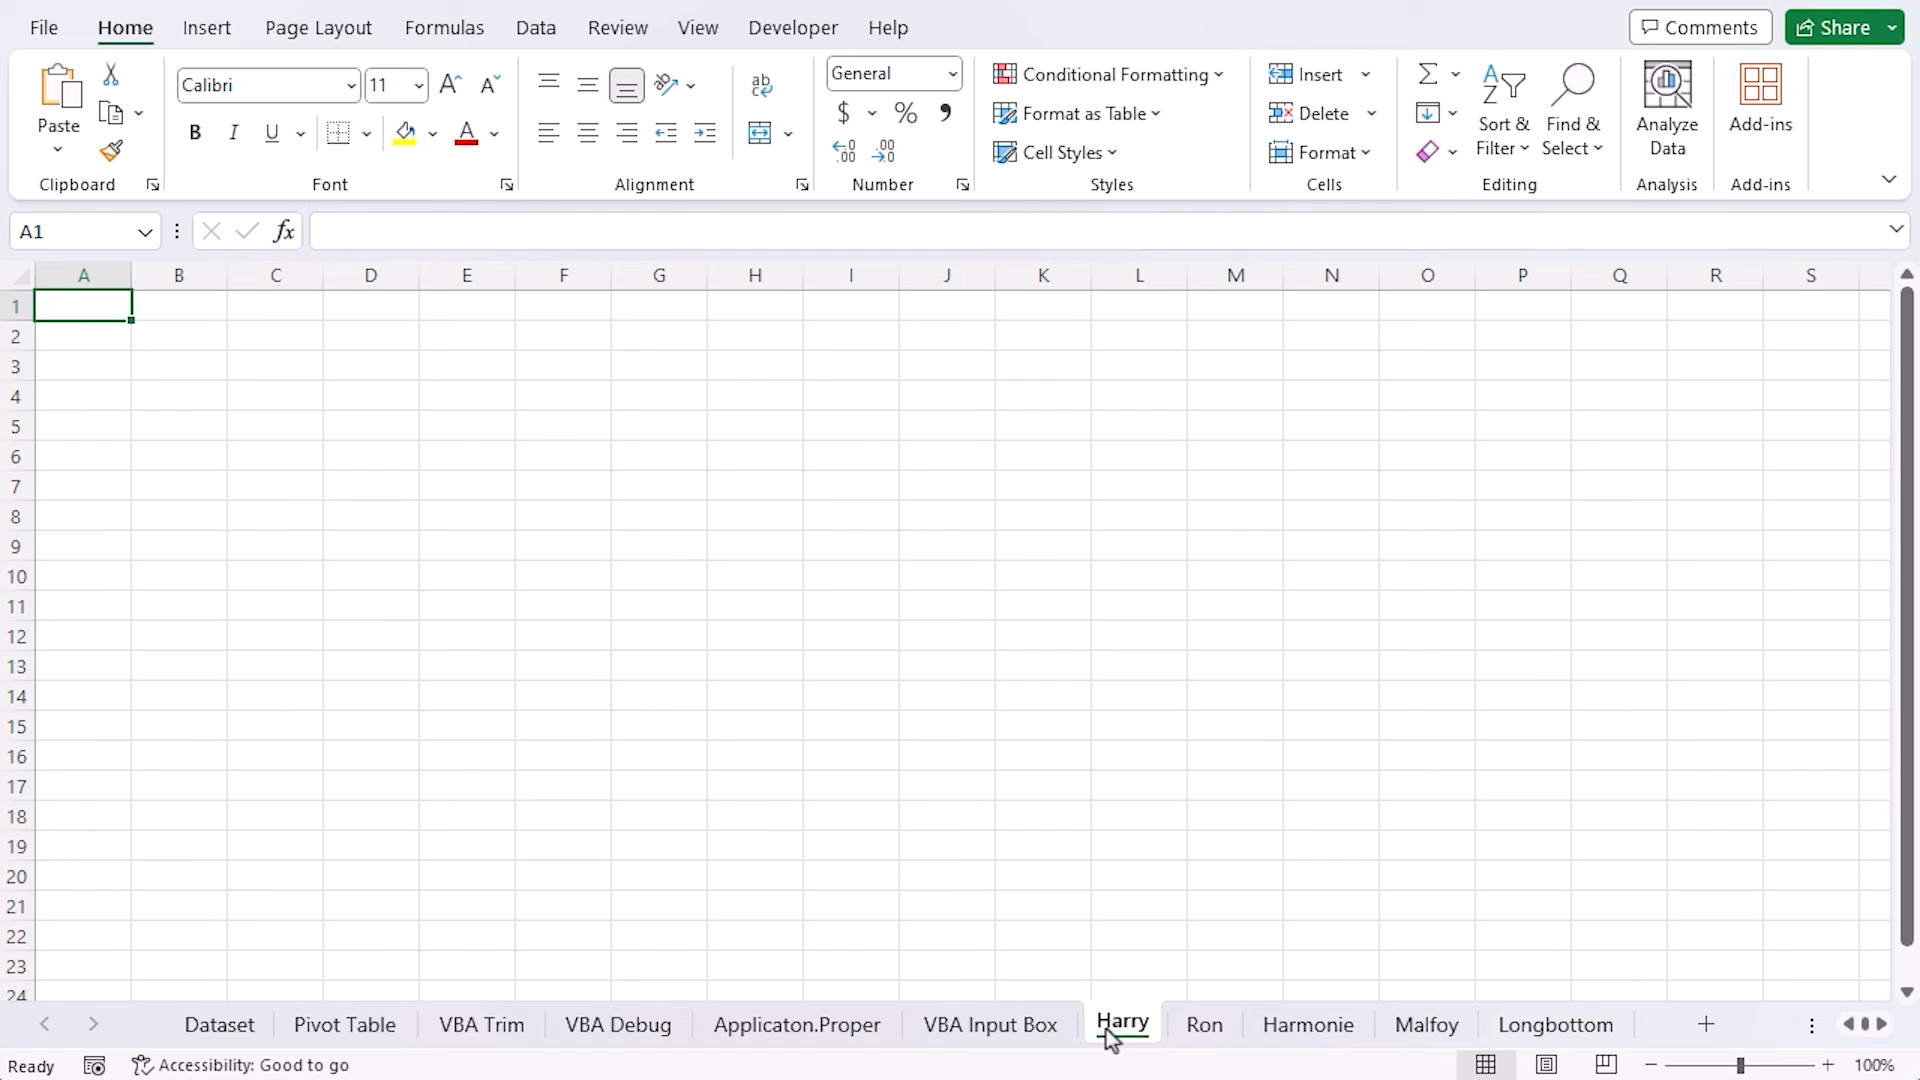 File Home Insert Page Layout Formulas Data Review View Developer Help Comments Share
Paste
Clipboard
Calibri 11
B I U A
Font
ab
Alignment
General
$ % ,
Number
Conditional Formatting
Format as Table
Cell Styles
Styles
Insert
Delete
Format
Cells
Sort & Filter
Find & Select
Editing
Analyze Data
Analysis
Add-ins
Add-ins
A1 fx
A B C D E F G H I J K L M N O P Q R S
1
2
3
4
5
6
7
8
9
10
11
12
13
14
15
16
17
18
19
20
21
22
23
24
Dataset Pivot Table VBA Trim VBA Debug Applicaton.Proper VBA Input Box Harry Ron Harmonie Malfoy Longbottom +
Ready Accessibility: Good to go − + 100%